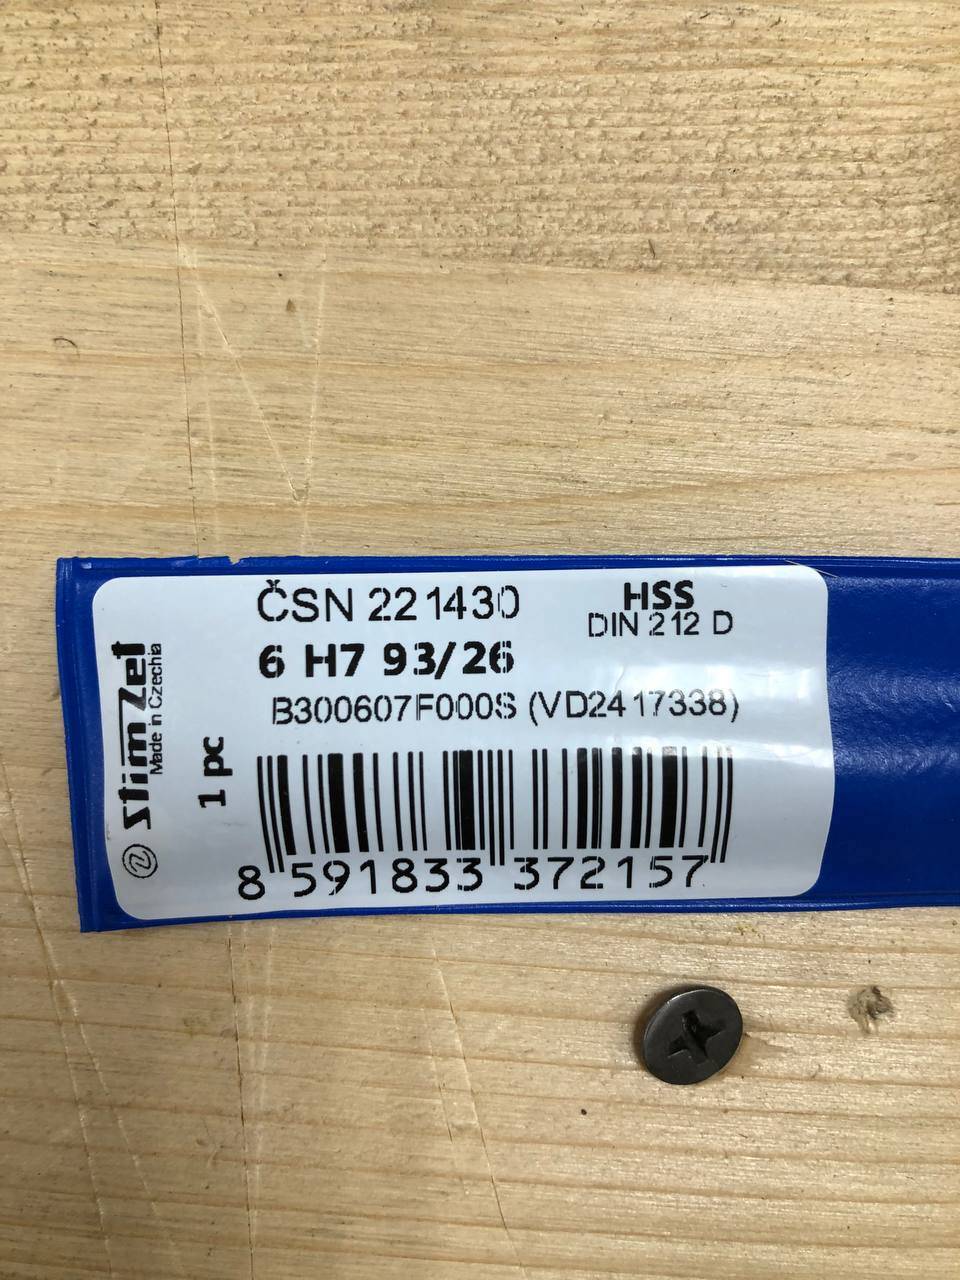 ČSN 22 1430
HSS
DIN 212 D
6 H7 93/26
B300607F000S (VD2417338)
stimzet
Made in Czechia
1 pc
8 591833 372157